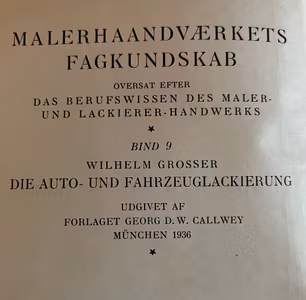 MALERHAANDVÆRKETS
FAGKUNDSKAB
OVERSAT EFTER
DAS BERUFSWISSEN DES MALER-
UND LACKIERER-HANDWERKS
*
BIND 9
WILHELM GROSSER
DIE AUTO- UND FAHRZEUGLACKIERUNG
UDGIVET AF
FORLAGET GEORG D. W. CALLWEY
MÜNCHEN 1936
*